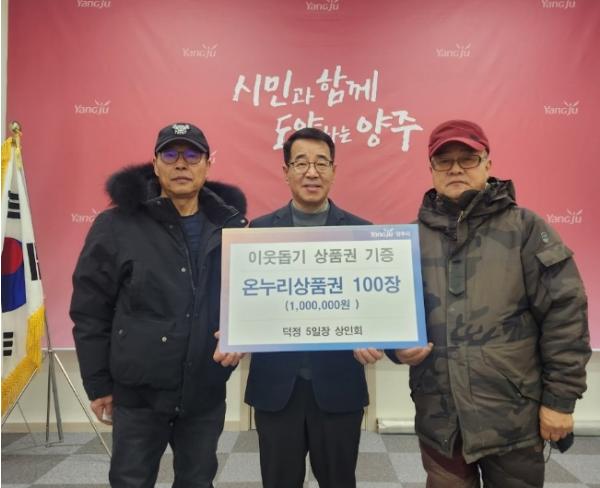 YangJu
YangJu
YangJu
시민과 함께
YangJu
YangJu
도약하는 양주
YangJu
YangJu
YangJu 양주시
이웃돕기 상품권 기증
온누리상품권 100장
(1,000,000원 )
덕정 5일장 상인회